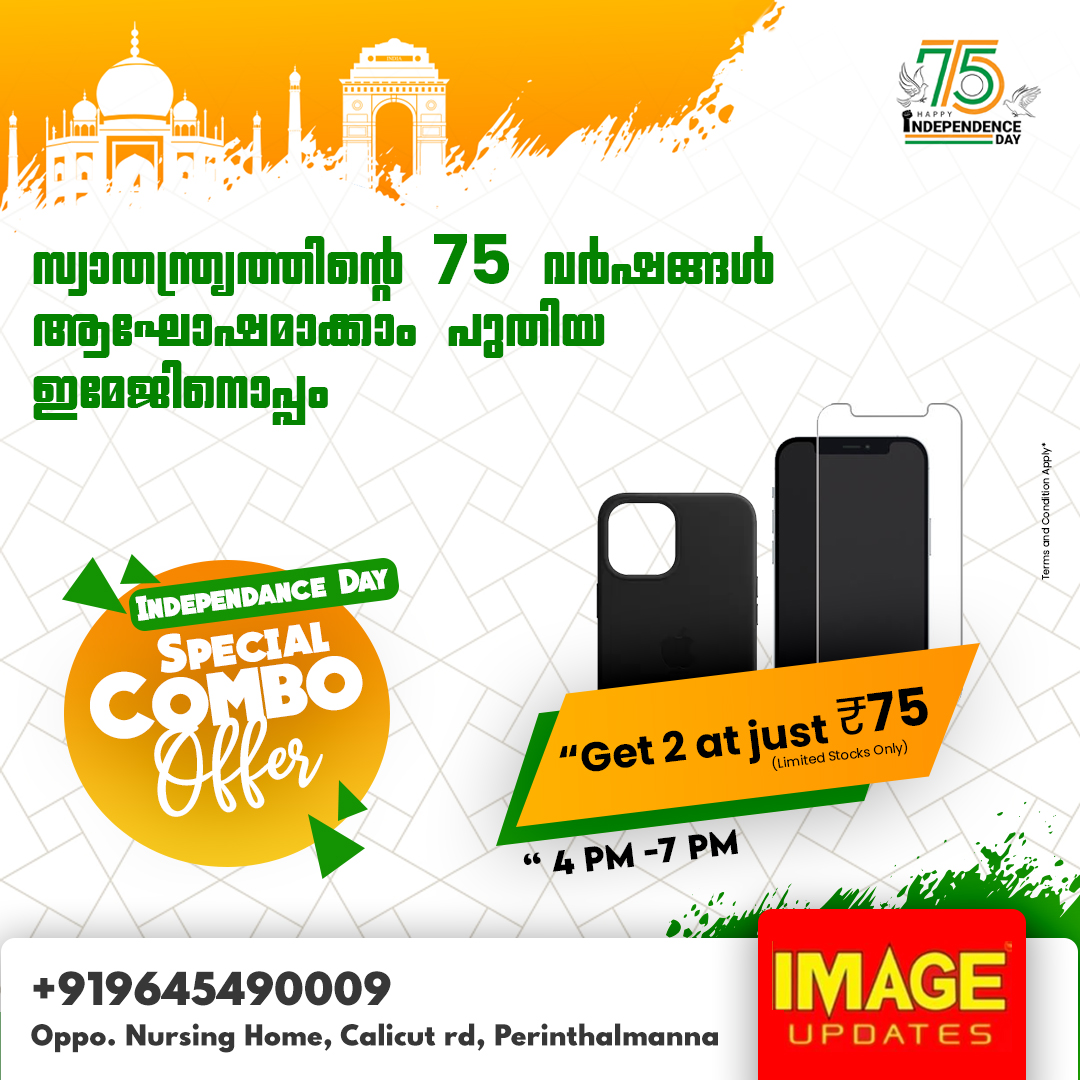 INDIA
75
HAPPY
INDEPENDENCE
DAY
സ്വാതന്ത്ര്യത്തിന്റെ 75 വർഷങ്ങൾ
ആഘോഷമാക്കാം പുതിയ
ഇമേജിനൊപ്പം
Terms and Condition Apply*
INDEPENDANCE DAY
SPECIAL
COMBO
Offer
“Get 2 at just ₹75
(Limited Stocks Only)
“ 4 PM -7 PM
+919645490009
Oppo. Nursing Home, Calicut rd, Perinthalmanna
IMAGE
UPDATES